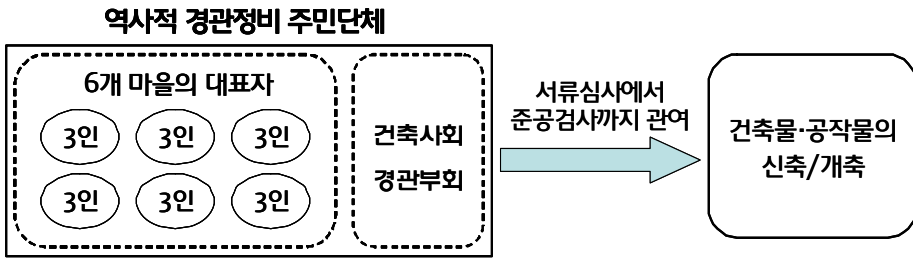 역사적 경관정비 주민단체
6개 마을의 대표자
3인 3인 3인
3인 3인 3인
건축사회
경관부회
서류심사에서
준공검사까지 관여
건축물·공작물의
신축/개축